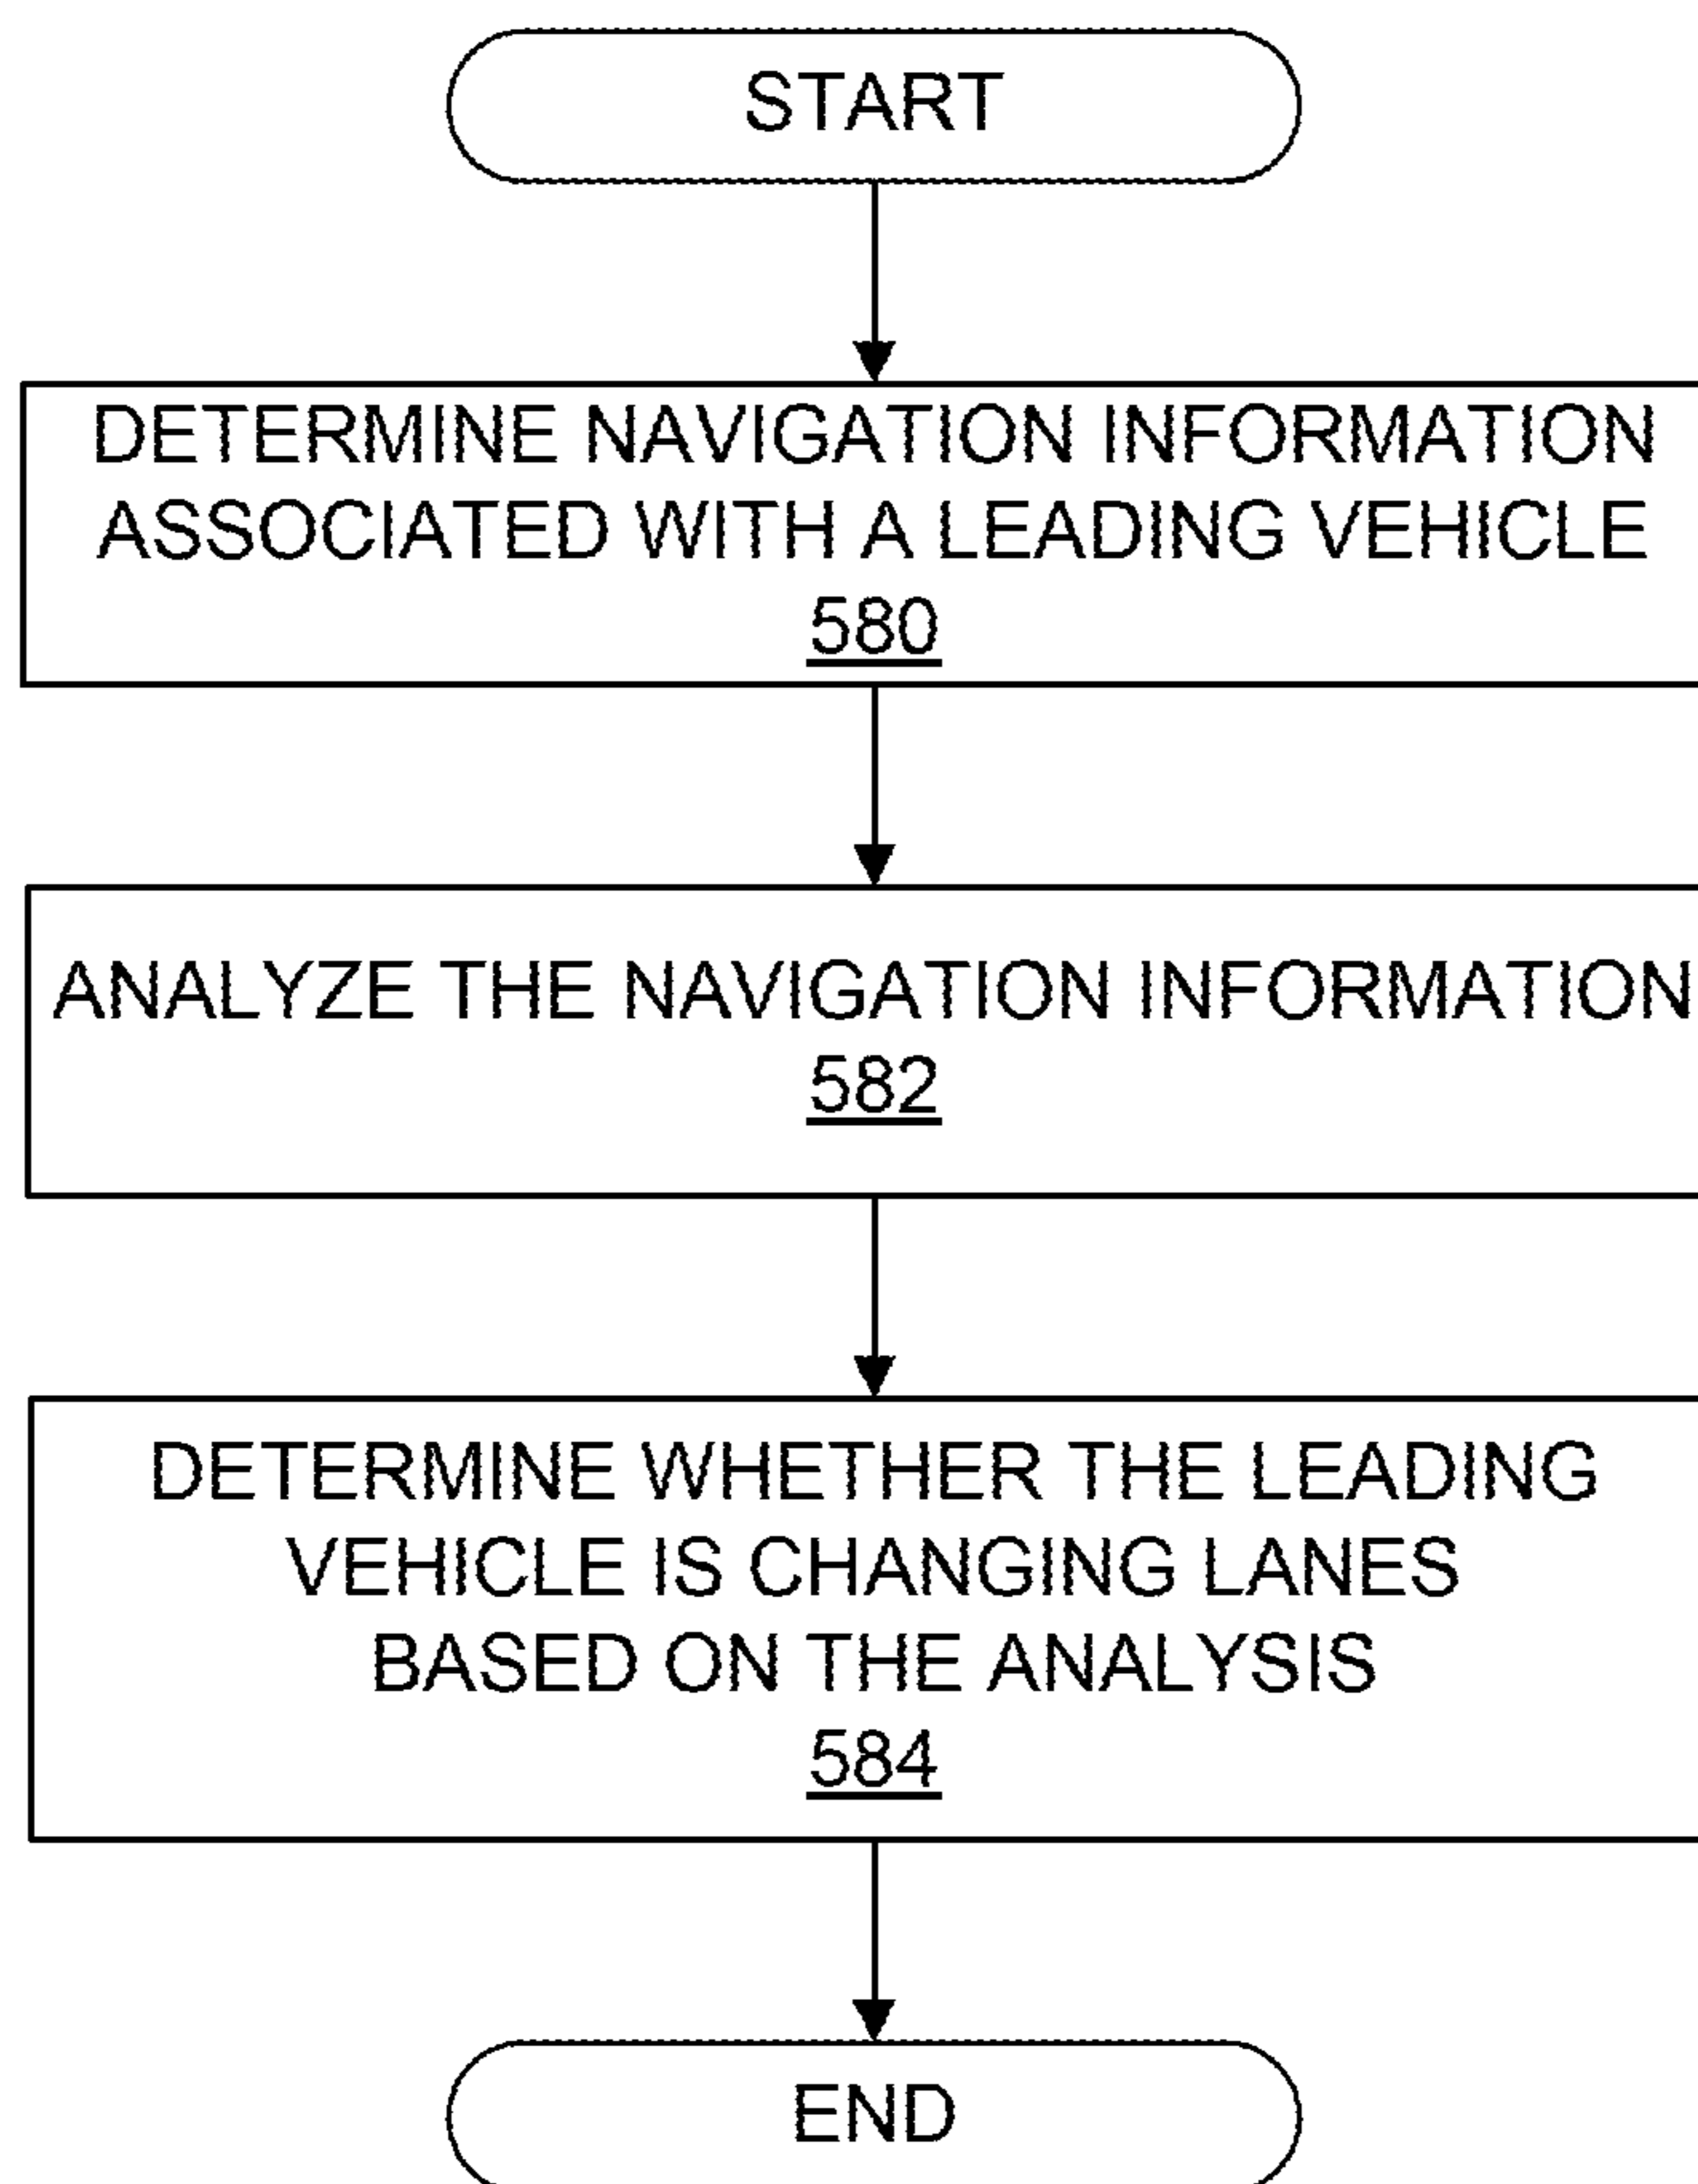 START
DETERMINE NAVIGATION INFORMATION
ASSOCIATED WITH A LEADING VEHICLE
580
ANALYZE THE NAVIGATION INFORMATION
582
DETERMINE WHETHER THE LEADING
VEHICLE IS CHANGING LANES
BASED ON THE ANALYSIS
584
END